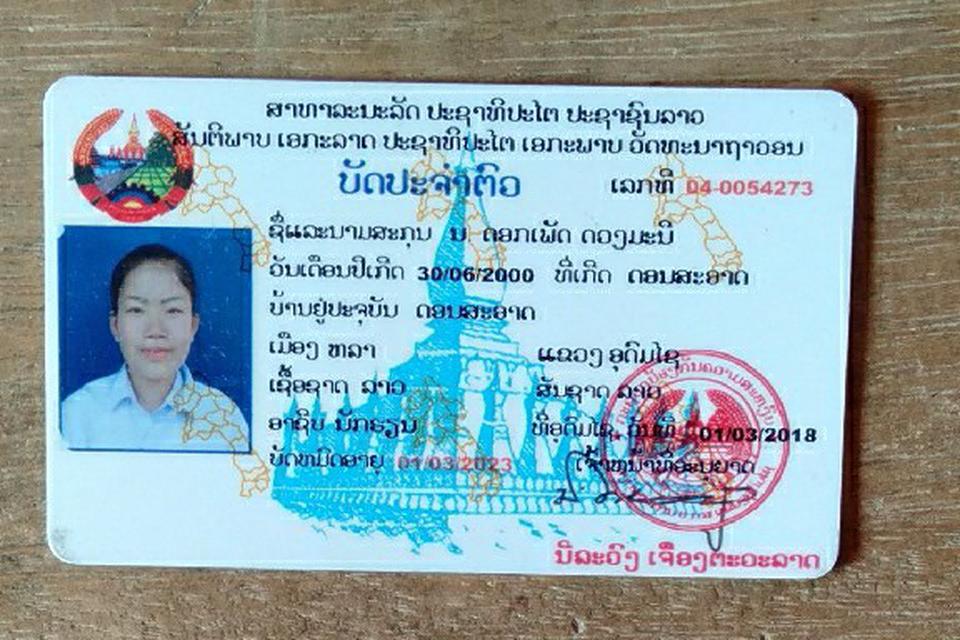 ສາທາລະນະລັດ ປະຊາທິປະໄຕ ປະຊາຊົນລາວ
ສັນຕິພາບ ເອກະລາດ ປະຊາທິປະໄຕ ເອກະພາບ ວັດທະນາຖາວອນ
ບັດປະຈຳຕົວ ເລກທີ 04-0054273
ຊື່ແລະນາມສະກຸນ ນ ດອກເພັດ ດວງມະນີ
ວັນເດືອນປີເກີດ 30/06/2000 ທີ່ເກີດ ດອນສະອາດ
ບ້ານຢູ່ປະຈຸບັນ ດອນສະອາດ
ເມືອງ ຫລາ ແຂວງ ອຸດົມໄຊ
ເຊື້ອຊາດ ລາວ ສັນຊາດ ລາວ
ອາຊີບ ນັກຮຽນ ທີ່ອຸດົມໄຊ, ວັນທີ 01/03/2018
ບັດຫມົດອາຍຸ 01/03/2023 ເຈົ້າຫນ້າທີ່ອະນຸຍາດ
ນີລະວົງ ເຈືອງຕະວະລາດ